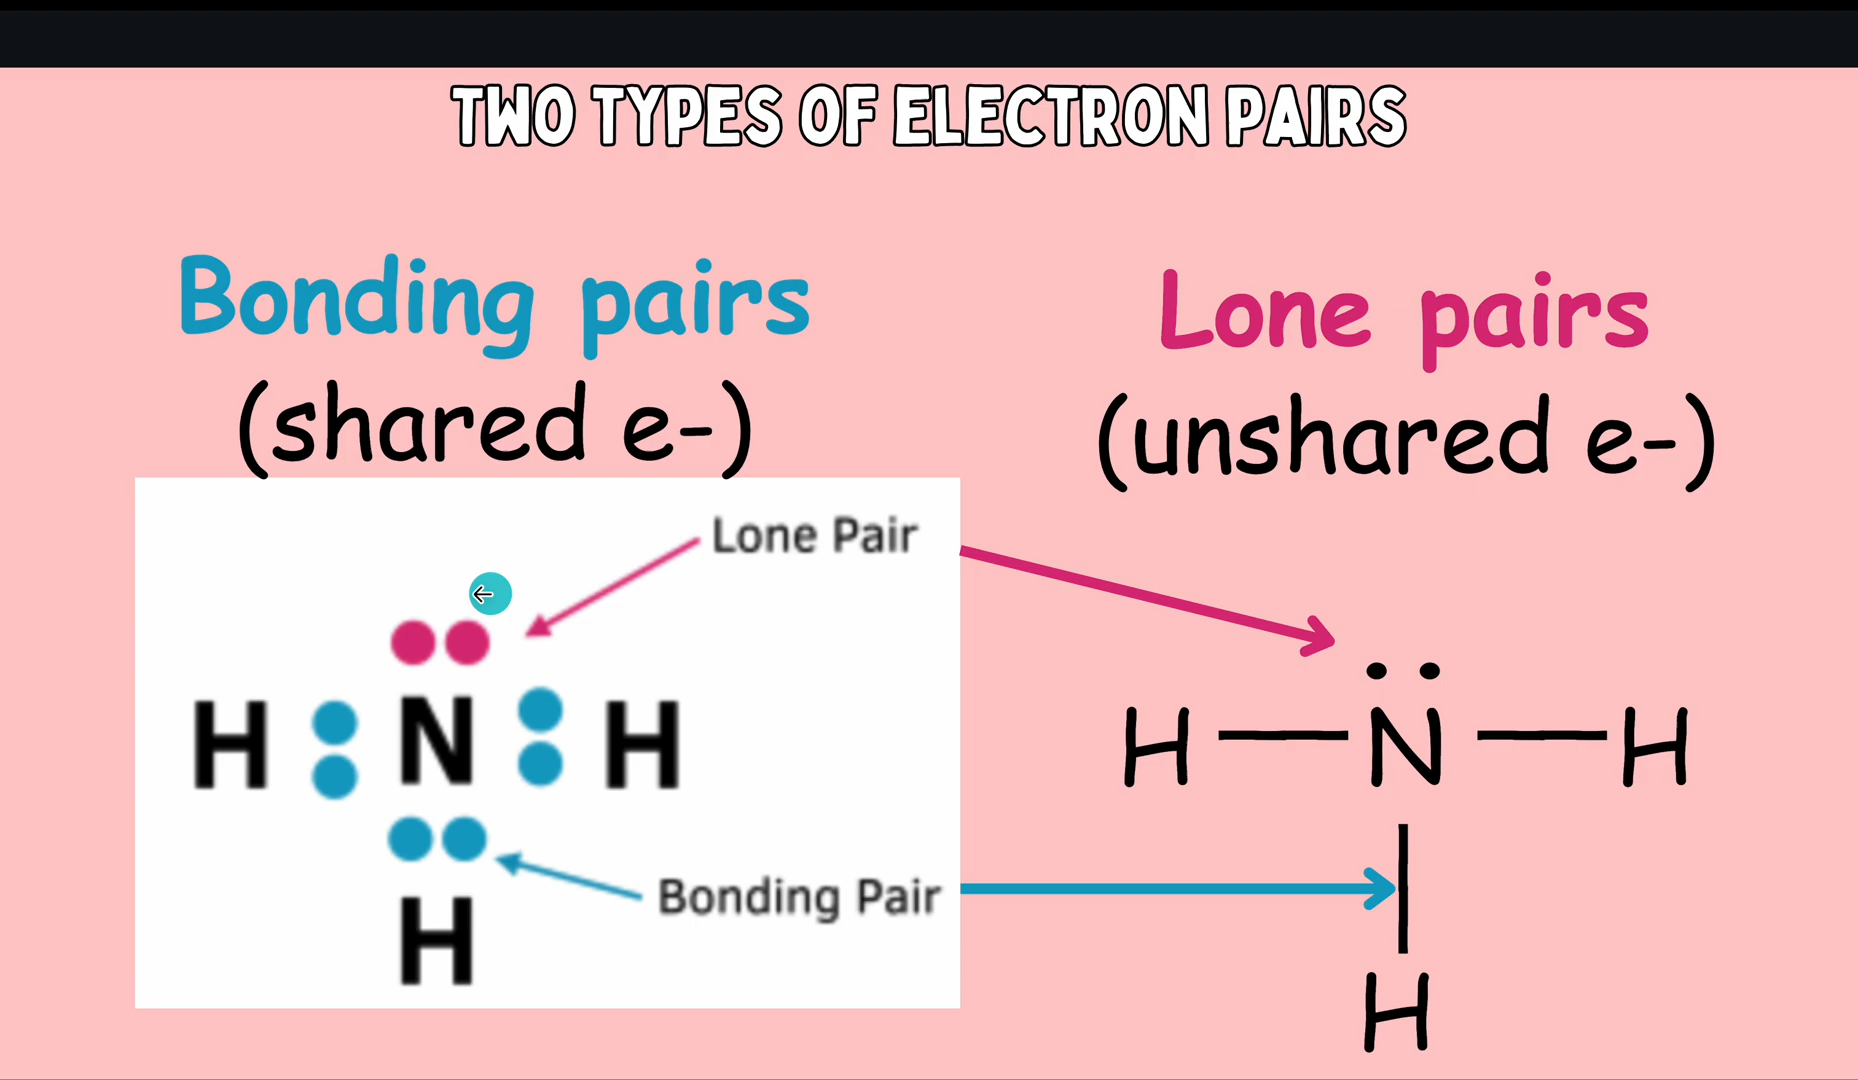 TWO TYPES OF ELECTRON PAIRS
Bonding pairs
(shared e-)
Lone pairs
(unshared e-)
Lone Pair
H N H
Bonding Pair
H
H N H
H